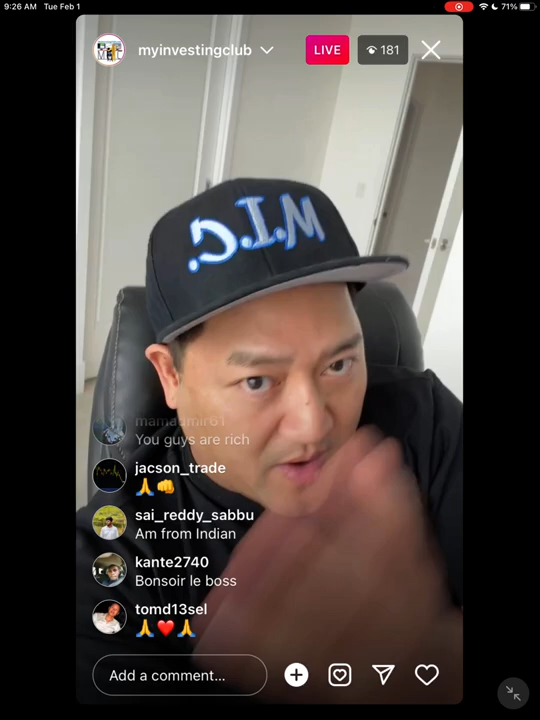 9:26 AM Tue Feb 1
71%
myinvestingclub
LIVE
181
M.I.C.
mamadmir61
You guys are rich
jacson_trade
🙏👊
sai_reddy_sabbu
Am from Indian
kante2740
Bonsoir le boss
tomd13sel
🙏❤️🙏
Add a comment...